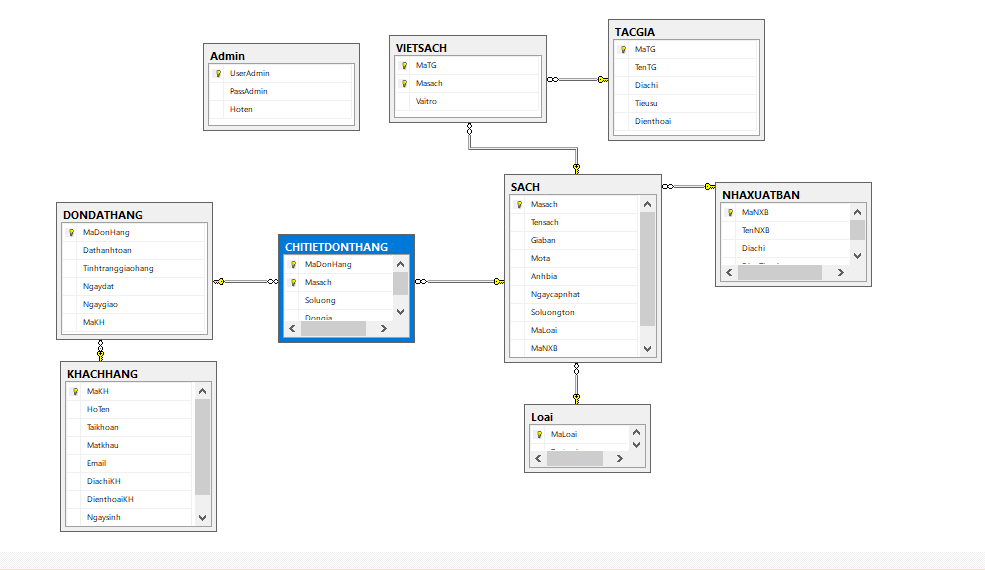 Admin
UserAdmin
PassAdmin
Hoten
VIETSACH
MaTG
Masach
Vaitro
TACGIA
MaTG
TenTG
Diachi
Tieusu
Dienthoai
DONDATHANG
MaDonHang
Dathanhtoan
Tinhtranggiaohang
Ngaydat
Ngaygiao
MaKH
CHITIETDONTHANG
MaDonHang
Masach
Soluong
Dongia
SACH
Masach
Tensach
Giaban
Mota
Anhbia
Ngaycapnhat
Soluongton
MaLoai
MaNXB
NHAXUATBAN
MaNXB
TenNXB
Diachi
KHACHHANG
MaKH
HoTen
Taikhoan
Matkhau
Email
DiachiKH
DienthoaiKH
Ngaysinh
Loai
MaLoai